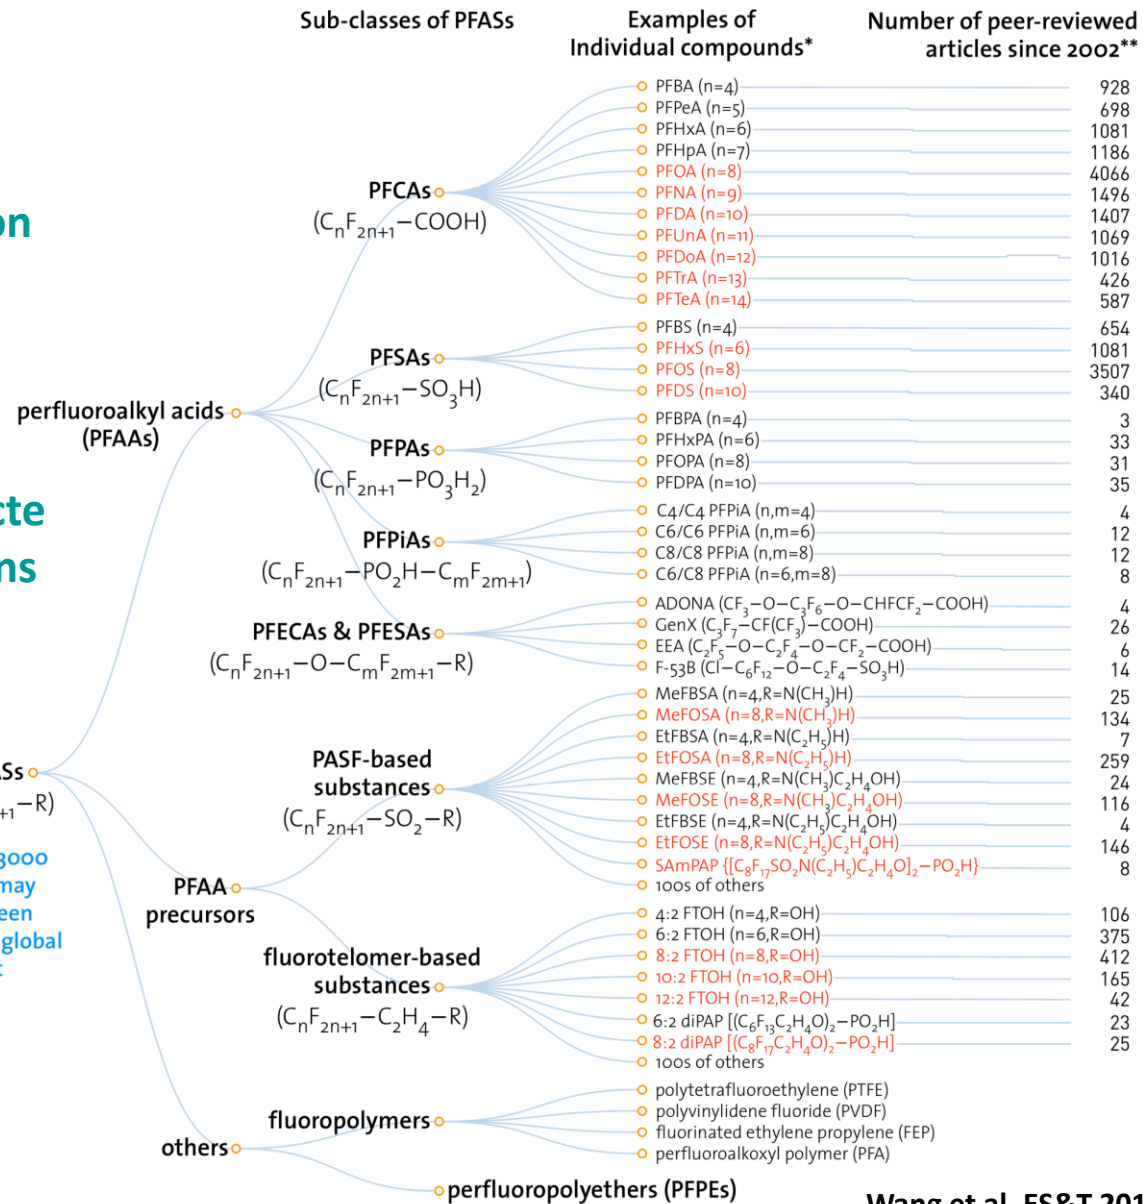 Sub-classes of PFASs
Examples of
Individual compounds*
Number of peer-reviewed
articles since 2002**
PFBA (n=4) 928
PFPeA (n=5) 698
PFHxA (n=6) 1081
PFHpA (n=7) 1186
PFOA (n=8) 4066
PFNA (n=9) 1496
PFDA (n=10) 1407
PFUnA (n=11) 1069
PFDoA (n=12) 1016
PFTrA (n=13) 426
PFTeA (n=14) 587
PFCAs
(CₙF₂ₙ₊₁–COOH)
on
PFBS (n=4) 654
PFHxS (n=6) 1081
PFOS (n=8) 3507
PFDS (n=10) 340
PFSAs
(CₙF₂ₙ₊₁–SO₃H)
perfluoroalkyl acids
(PFAAs)
PFBPA (n=4) 3
PFHxPA (n=6) 33
PFOPA (n=8) 31
PFDPA (n=10) 35
PFPAs
(CₙF₂ₙ₊₁–PO₃H₂)
cte
ns
C4/C4 PFPiA (n,m=4) 4
C6/C6 PFPiA (n,m=6) 12
C8/C8 PFPiA (n,m=8) 12
C6/C8 PFPiA (n=6,m=8) 8
PFPiAs
(CₙF₂ₙ₊₁–PO₂H–CₘF₂ₘ₊₁)
ADONA (CF₃–O–C₃F₆–O–CHFCF₂–COOH) 4
GenX (C₃F₇–CF(CF₃)–COOH) 26
EEA (C₂F₅–O–C₂F₄–O–CF₂–COOH) 6
F-53B (Cl–C₆F₁₂–O–C₂F₄–SO₃H) 14
PFECAs & PFESAs
(CₙF₂ₙ₊₁–O–CₘF₂ₘ₊₁–R)
MeFBSA (n=4,R=N(CH₃)H) 25
MeFOSA (n=8,R=N(CH₃)H) 134
EtFBSA (n=4,R=N(C₂H₅)H) 7
EtFOSA (n=8,R=N(C₂H₅)H) 259
MeFBSE (n=4,R=N(CH₃)C₂H₄OH) 24
MeFOSE (n=8,R=N(CH₃)C₂H₄OH) 116
EtFBSE (n=4,R=N(C₂H₅)C₂H₄OH) 4
EtFOSE (n=8,R=N(C₂H₅)C₂H₄OH) 146
SAmPAP {[C₈F₁₇SO₂N(C₂H₅)C₂H₄O]₂–PO₂H} 8
100s of others
PASF-based
substances
(CₙF₂ₙ₊₁–SO₂–R)
ASs
+1–R)
3000
may
een
global
t
PFAA
precursors
4:2 FTOH (n=4,R=OH) 106
6:2 FTOH (n=6,R=OH) 375
8:2 FTOH (n=8,R=OH) 412
10:2 FTOH (n=10,R=OH) 165
12:2 FTOH (n=12,R=OH) 42
6:2 diPAP [(C₆F₁₃C₂H₄O)₂–PO₂H] 23
8:2 diPAP [(C₈F₁₇C₂H₄O)₂–PO₂H] 25
100s of others
fluorotelomer-based
substances
(CₙF₂ₙ₊₁–C₂H₄–R)
polytetrafluoroethylene (PTFE)
polyvinylidene fluoride (PVDF)
fluorinated ethylene propylene (FEP)
perfluoroalkoxyl polymer (PFA)
fluoropolymers
others
perfluoropolyethers (PFPEs)